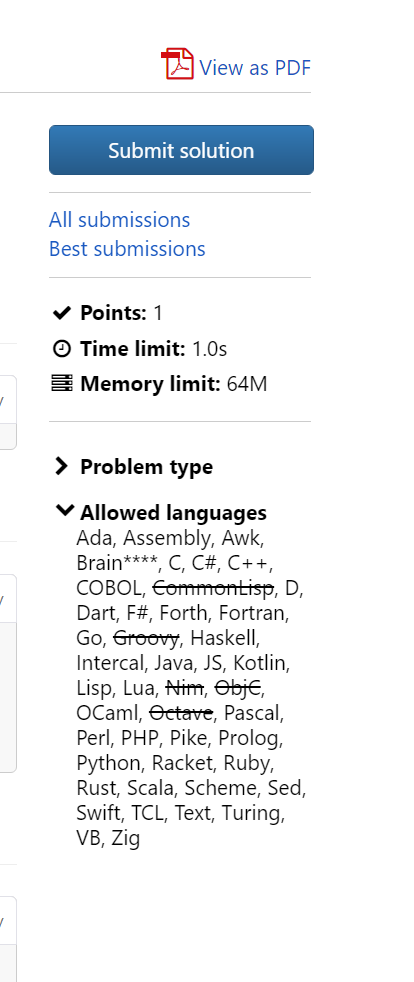 View as PDF
Submit solution
All submissions
Best submissions
Points: 1
Time limit: 1.0s
Memory limit: 64M
Problem type
Allowed languages
Ada, Assembly, Awk,
Brain****, C, C#, C++,
COBOL, CommonLisp, D,
Dart, F#, Forth, Fortran,
Go, Groovy, Haskell,
Intercal, Java, JS, Kotlin,
Lisp, Lua, Nim, ObjC,
OCaml, Octave, Pascal,
Perl, PHP, Pike, Prolog,
Python, Racket, Ruby,
Rust, Scala, Scheme, Sed,
Swift, TCL, Text, Turing,
VB, Zig